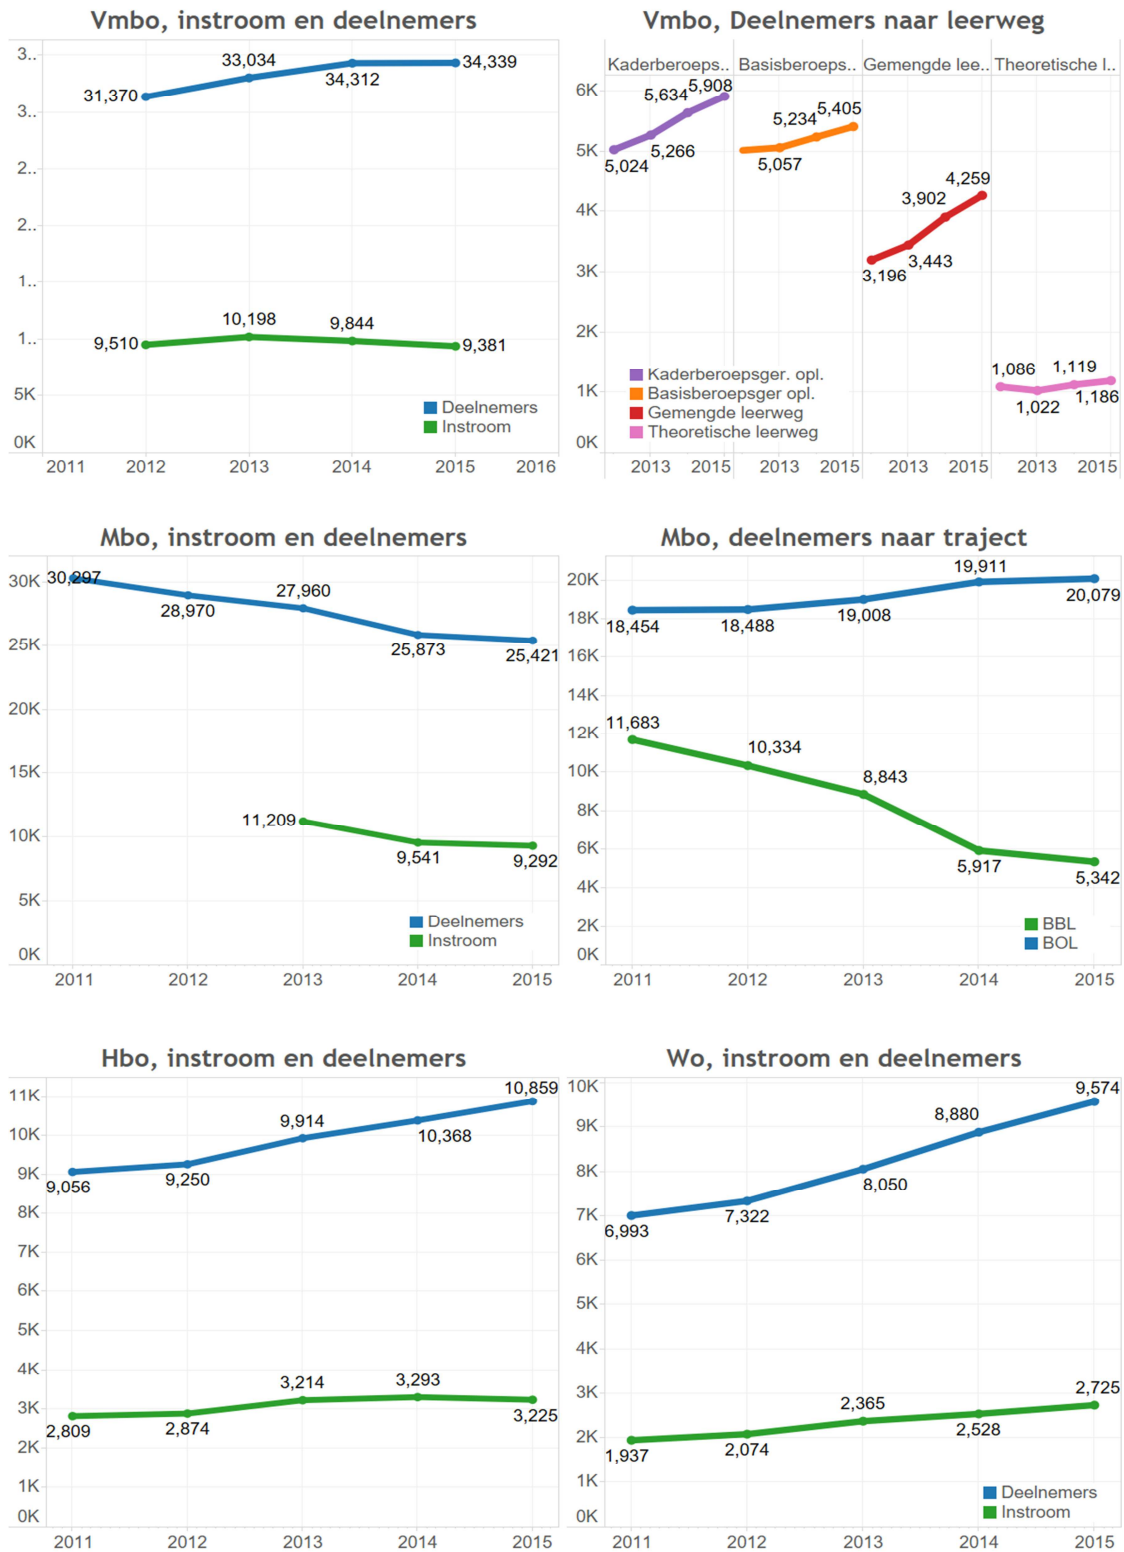 Vmbo, instroom en deelnemers
3..
3..
2..
2..
1..
1..
5K
0K
33,034
34,339
34,312
31,370
10,198
9,844
9,510
9,381
Deelnemers
Instroom
2011 2012 2013 2014 2015 2016
Vmbo, Deelnemers naar leerweg
Kaderberoeps.. Basisberoeps.. Gemengde lee.. Theoretische l..
6K
5K
4K
3K
2K
1K
0K
5,634 5,908
5,266
5,024
5,234 5,405
5,057
4,259
3,902
3,443
3,196
1,086 1,119
1,022 1,186
Kaderberoepsger. opl.
Basisberoepsger opl.
Gemengde leerweg
Theoretische leerweg
2013 2015 2013 2015 2013 2015 2013 2015
Mbo, instroom en deelnemers
30K
25K
20K
15K
10K
5K
0K
30,297
28,970
27,960
25,873
25,421
11,209
9,541
9,292
Deelnemers
Instroom
2011 2012 2013 2014 2015
Mbo, deelnemers naar traject
20K
18K
16K
14K
12K
10K
8K
6K
4K
2K
0K
19,911
20,079
18,454 18,488 19,008
11,683
10,334
8,843
5,917
5,342
BBL
BOL
2011 2012 2013 2014 2015
Hbo, instroom en deelnemers
11K
10K
9K
8K
7K
6K
5K
4K
3K
2K
1K
0K
10,859
9,914
10,368
9,056 9,250
3,214 3,293
2,809 2,874 3,225
2011 2012 2013 2014 2015
Wo, instroom en deelnemers
10K
9K
8K
7K
6K
5K
4K
3K
2K
1K
0K
9,574
8,880
8,050
6,993 7,322
2,725
2,365
1,937 2,074 2,528
Deelnemers
Instroom
2011 2012 2013 2014 2015